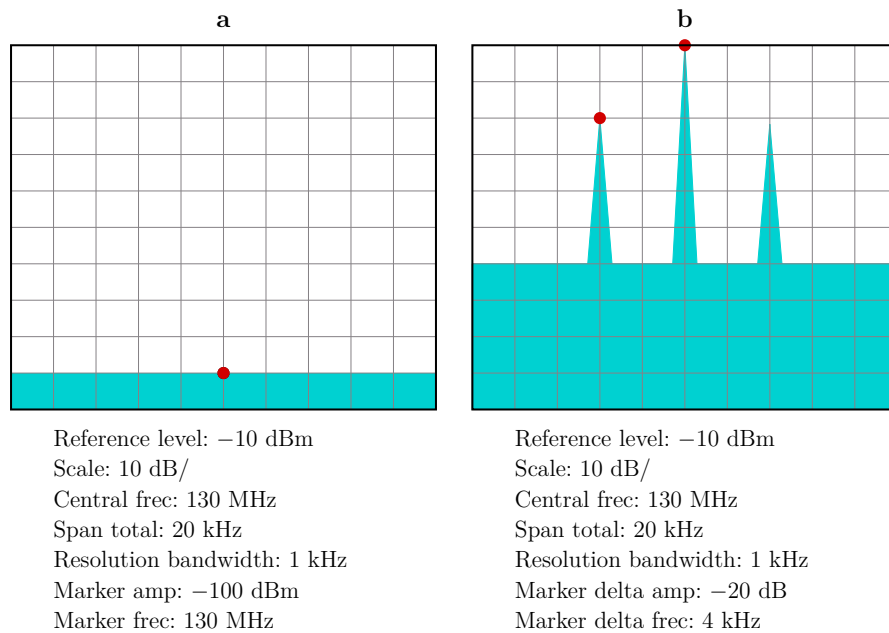 a
b
Reference level: −10 dBm
Scale: 10 dB/
Central frec: 130 MHz
Span total: 20 kHz
Resolution bandwidth: 1 kHz
Marker amp: −100 dBm
Marker frec: 130 MHz
Reference level: −10 dBm
Scale: 10 dB/
Central frec: 130 MHz
Span total: 20 kHz
Resolution bandwidth: 1 kHz
Marker delta amp: −20 dB
Marker delta frec: 4 kHz